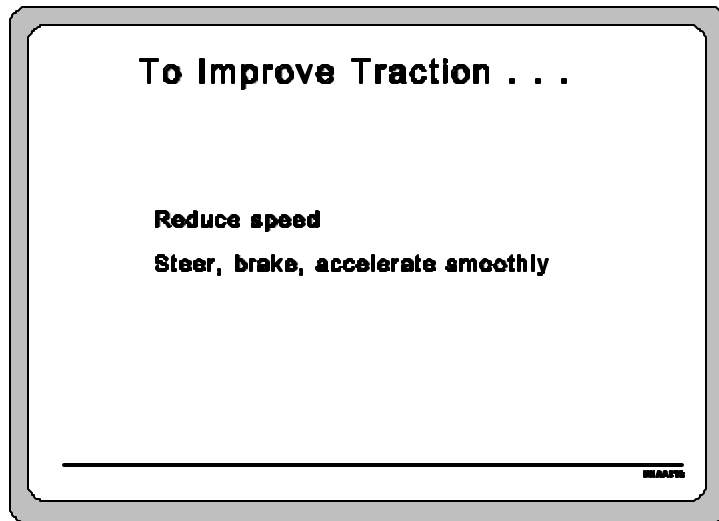 To Improve Traction . . .
Reduce speed
Steer, brake, accelerate smoothly